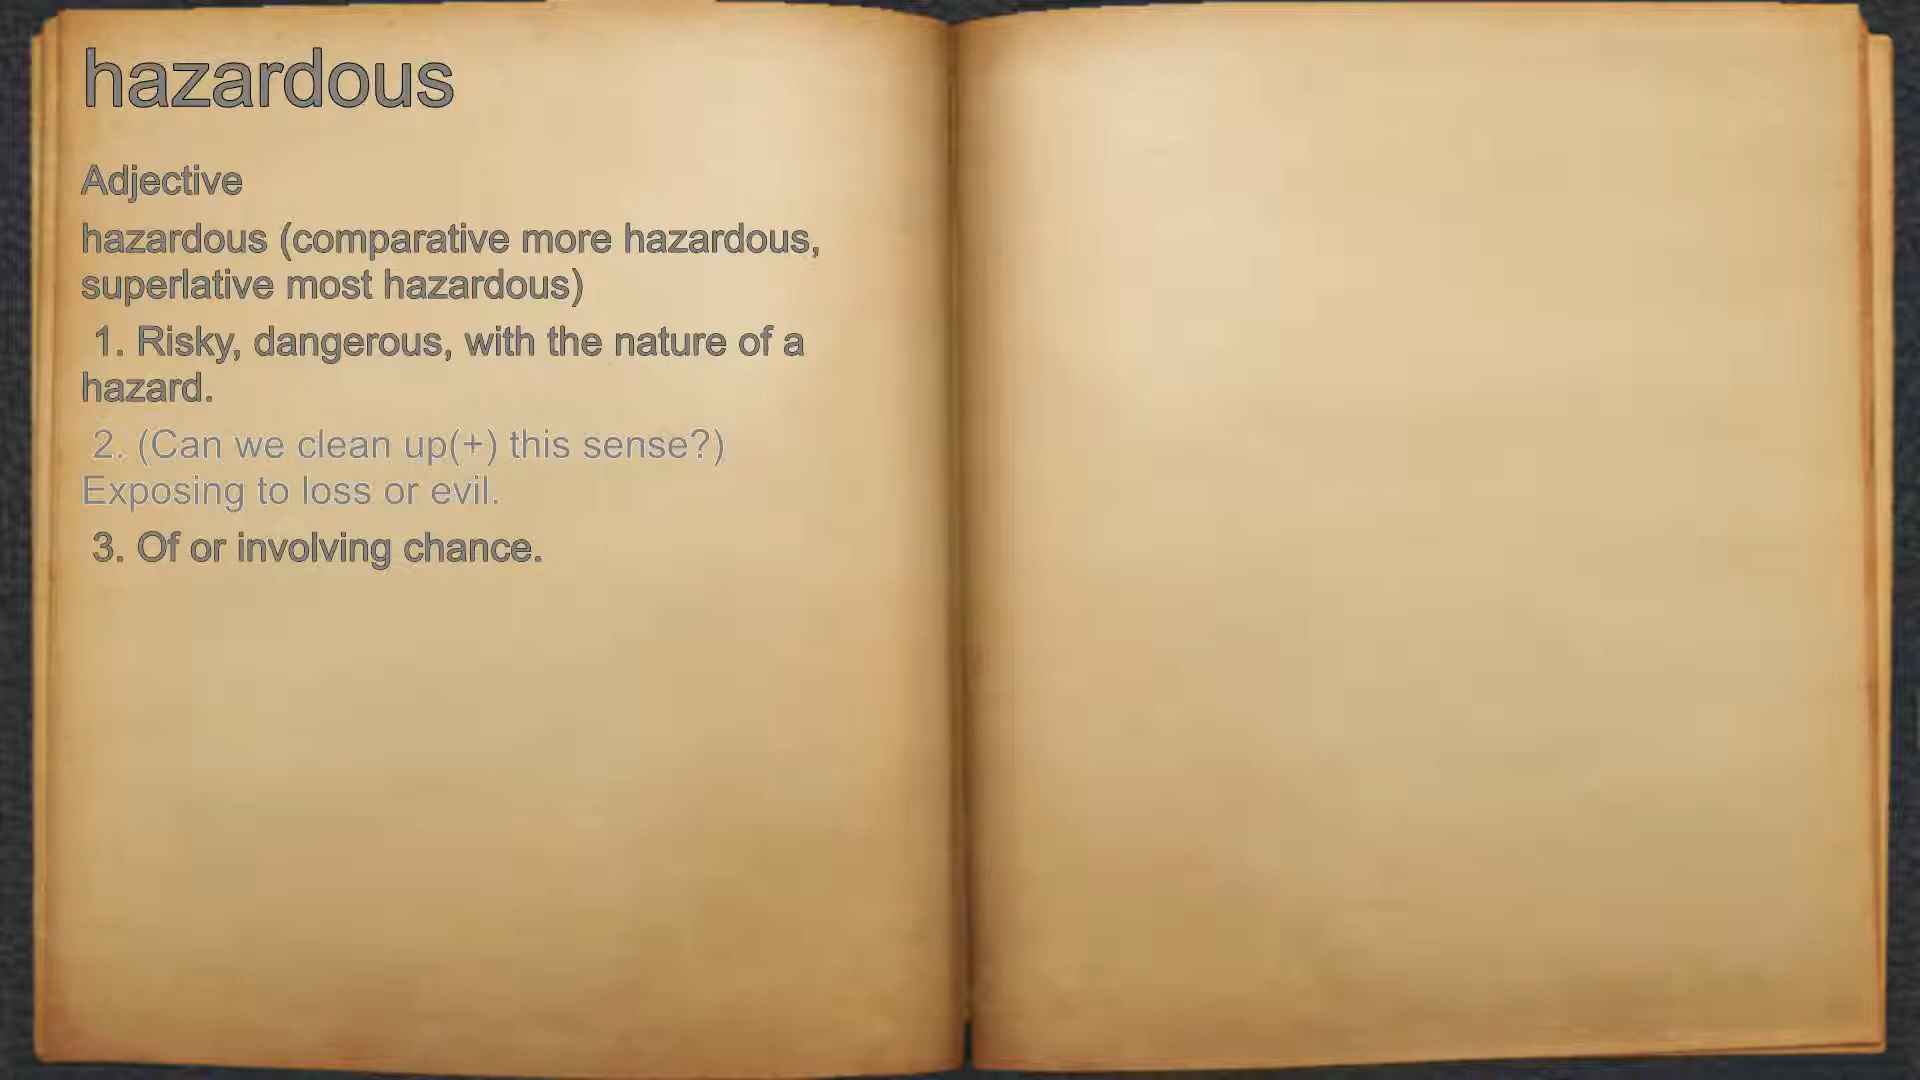 hazardous
Adjective
hazardous (comparative more hazardous,
superlative most hazardous)
1. Risky, dangerous, with the nature of a
hazard.
2. (Can we clean up(+) this sense?)
Exposing to loss or evil.
3. Of or involving chance.